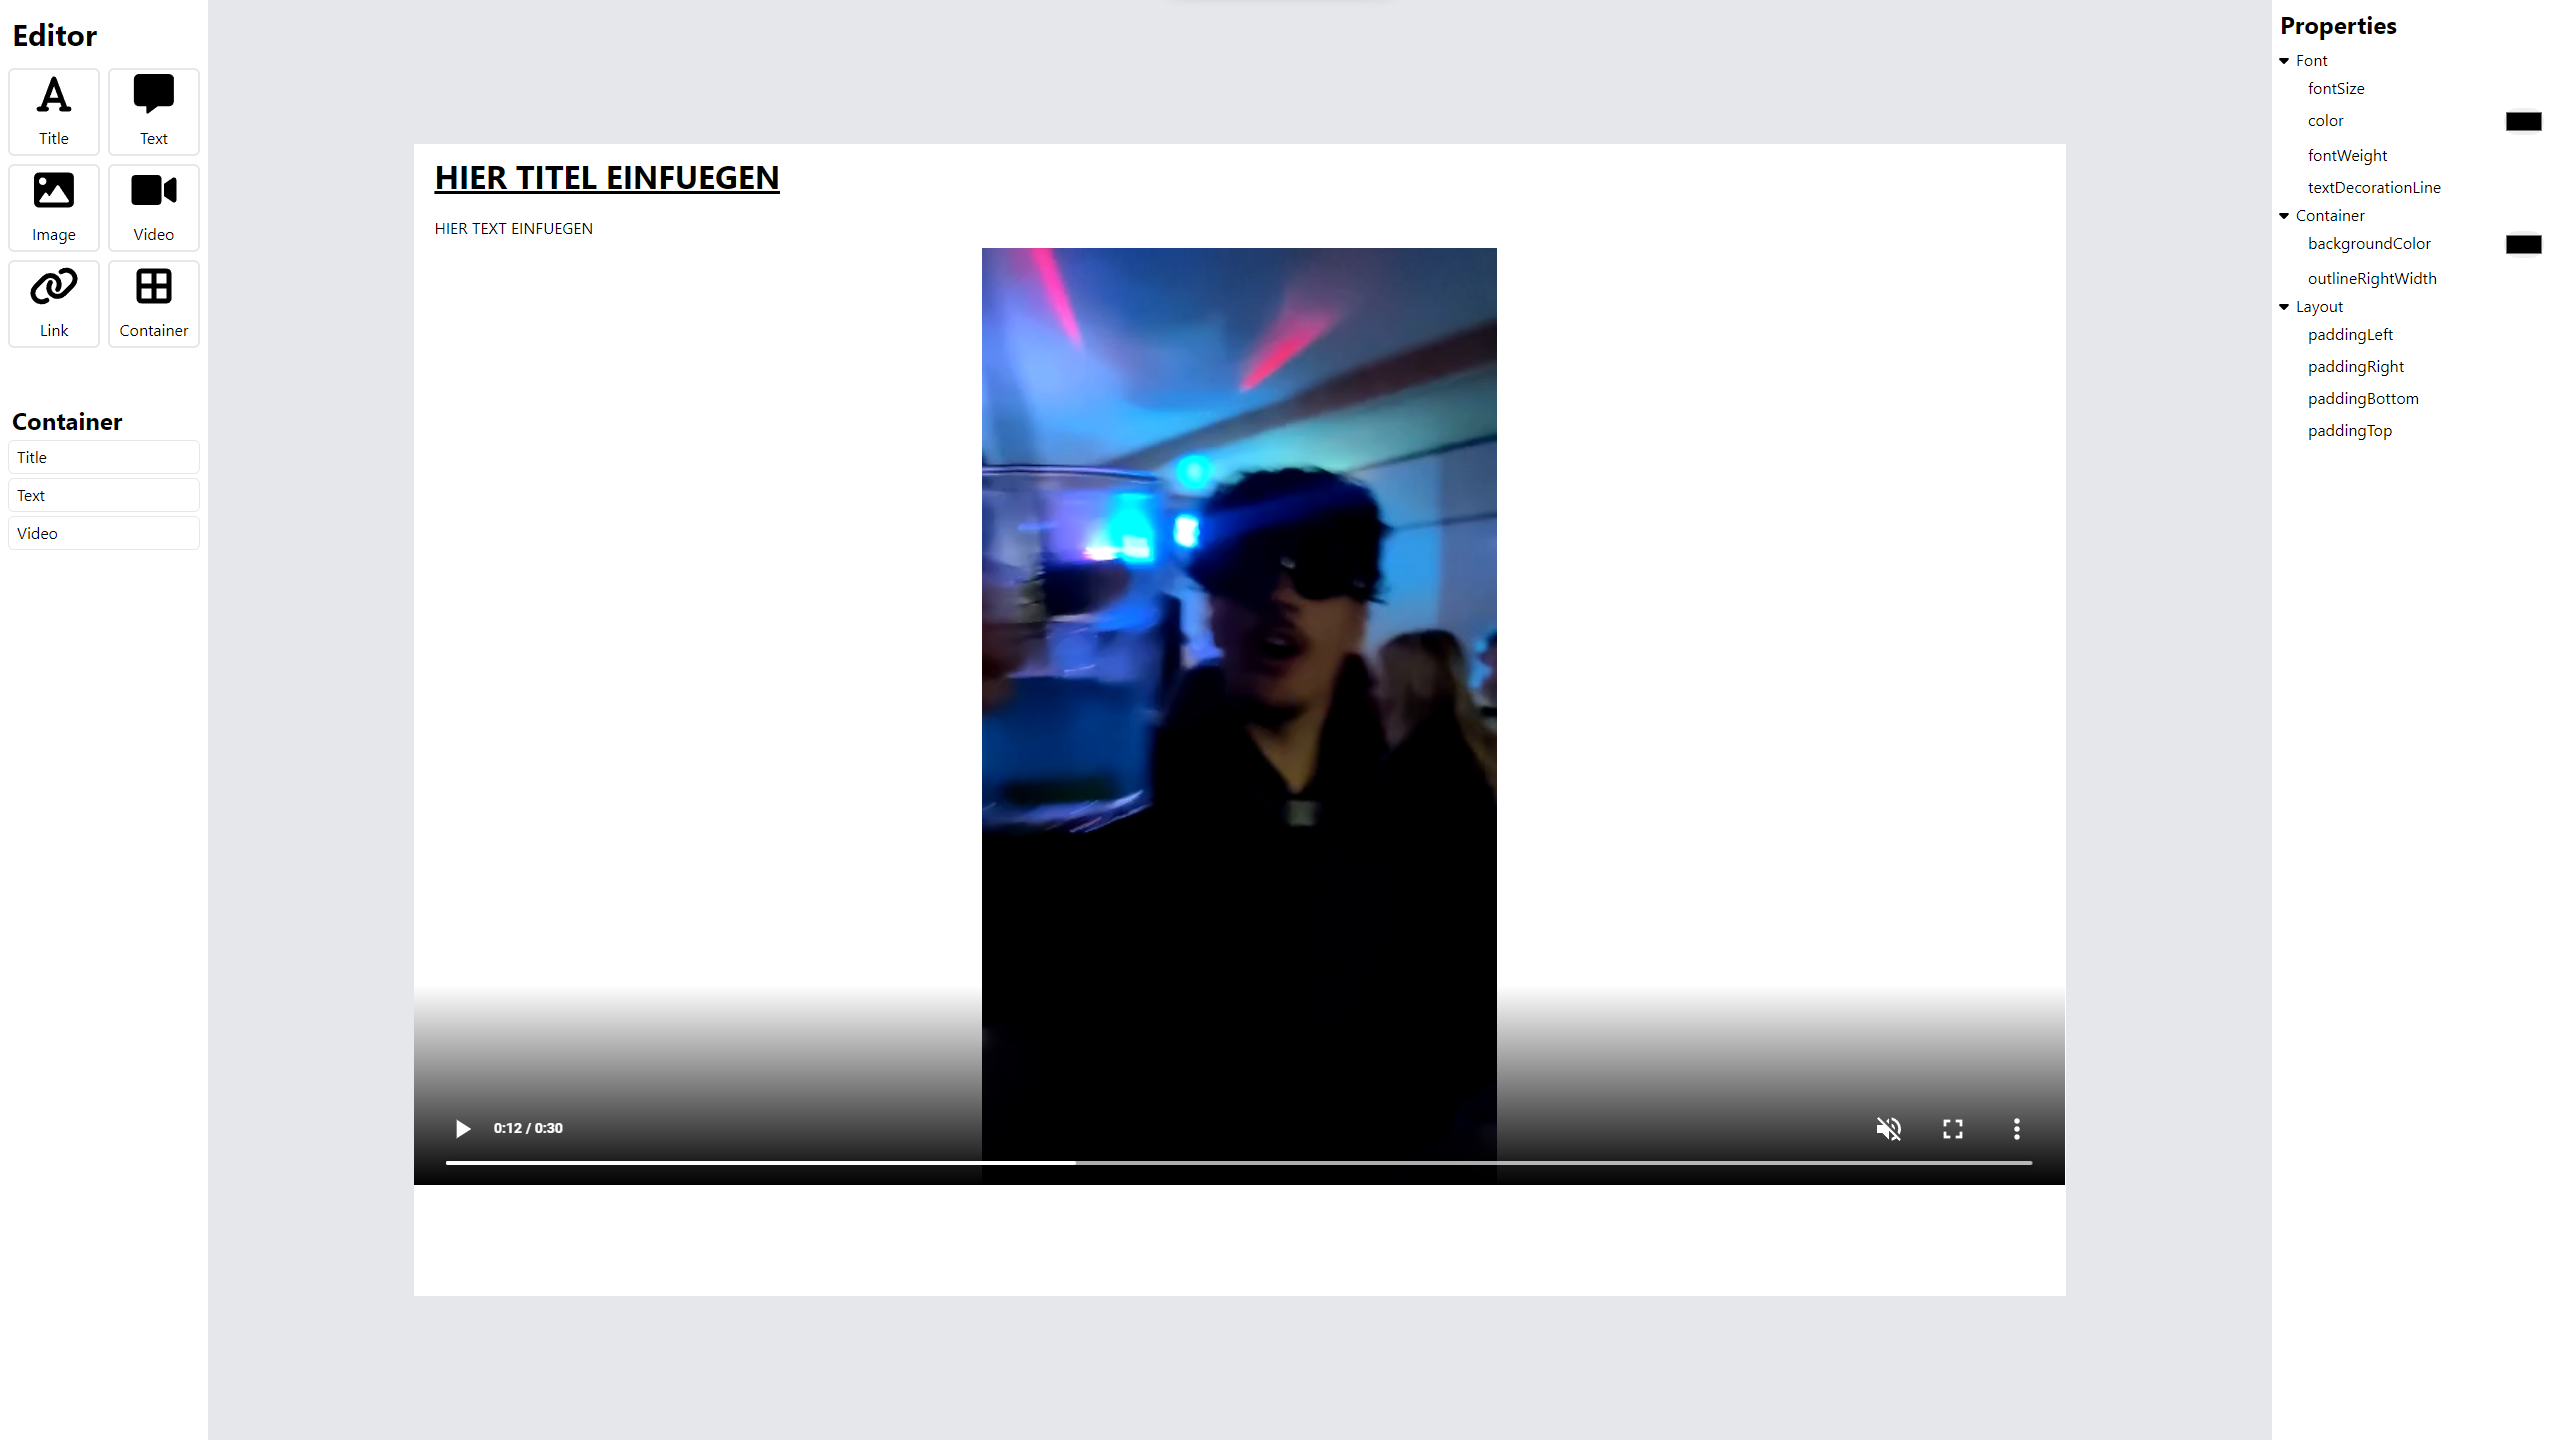 Editor
Title
Text
Image
Video
Link
Container
Container
Title
Text
Video
HIER TITEL EINFUEGEN
HIER TEXT EINFUEGEN
0:12 / 0:30
Properties
Font
fontSize
color
fontWeight
textDecorationLine
Container
backgroundColor
outlineRightWidth
Layout
paddingLeft
paddingRight
paddingBottom
paddingTop